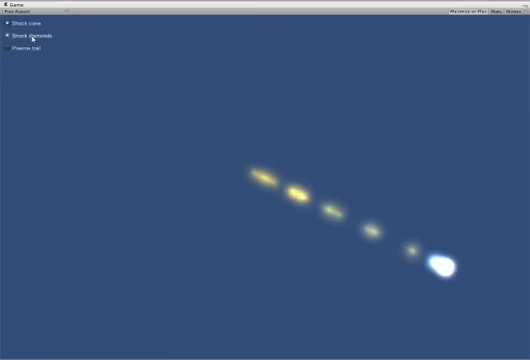 Game
Free Aspect
Maximize on Play Stats Gizmos
Shock cone
Shock diamonds
Plasma trail